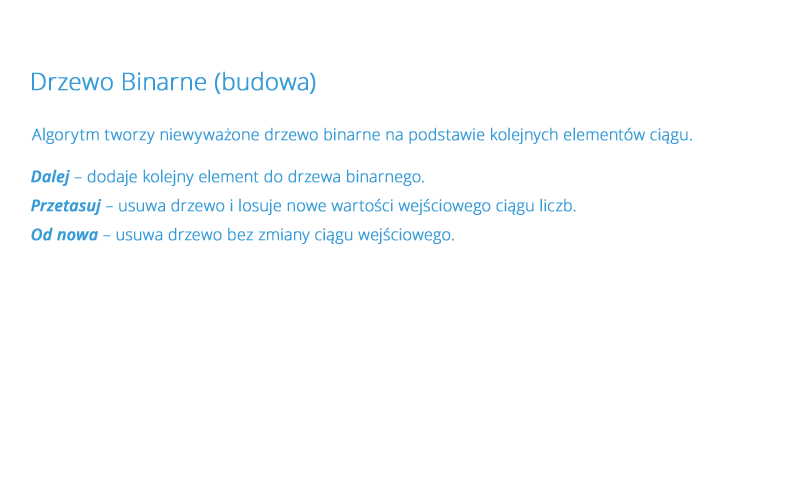 Drzewo Binarne (budowa)
Algorytm tworzy niewyważone drzewo binarne na podstawie kolejnych elementów ciągu.
Dalej – dodaje kolejny element do drzewa binarnego.
Przetasuj – usuwa drzewo i losuje nowe wartości wejściowego ciągu liczb.
Od nowa – usuwa drzewo bez zmiany ciągu wejściowego.